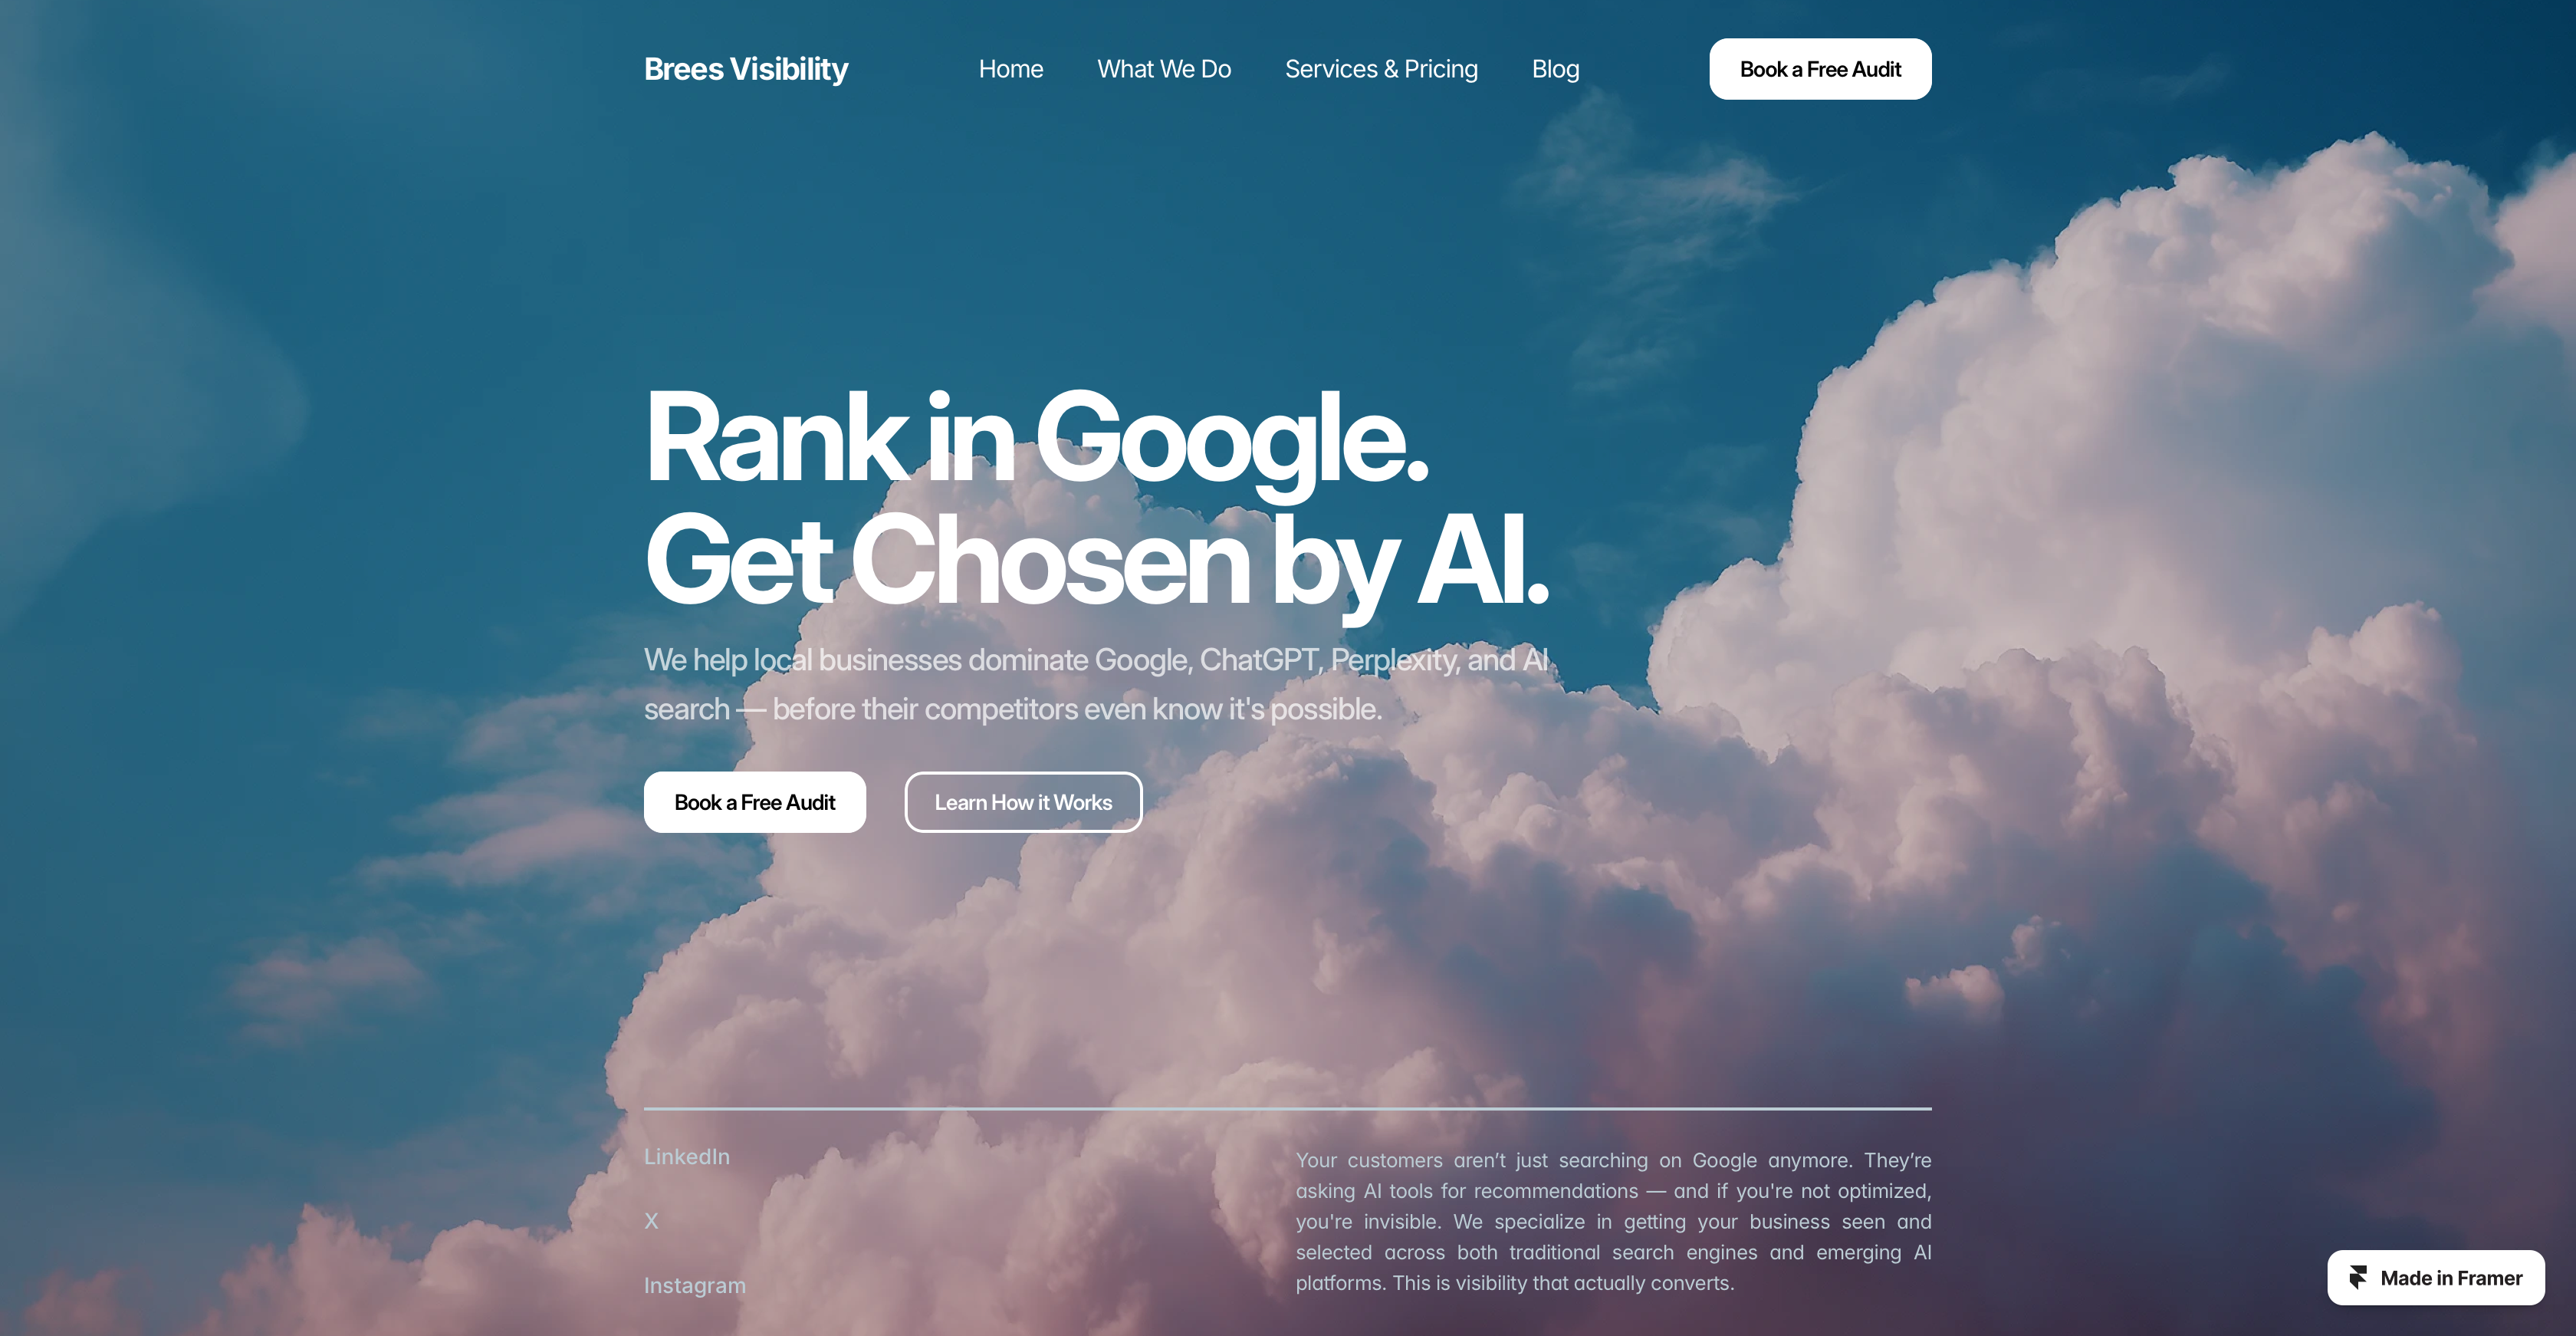 Brees Visibility
Home
What We Do
Services & Pricing
Blog
Book a Free Audit
Rank in Google.
Get Chosen by AI.
We help local businesses dominate Google, ChatGPT, Perplexity, and AI
search — before their competitors even know it's possible.
Book a Free Audit
Learn How it Works
LinkedIn
X
Instagram
Your customers aren’t just searching on Google anymore. They’re
asking AI tools for recommendations — and if you're not optimized,
you're invisible. We specialize in getting your business seen and
selected across both traditional search engines and emerging AI
platforms. This is visibility that actually converts.
Made in Framer